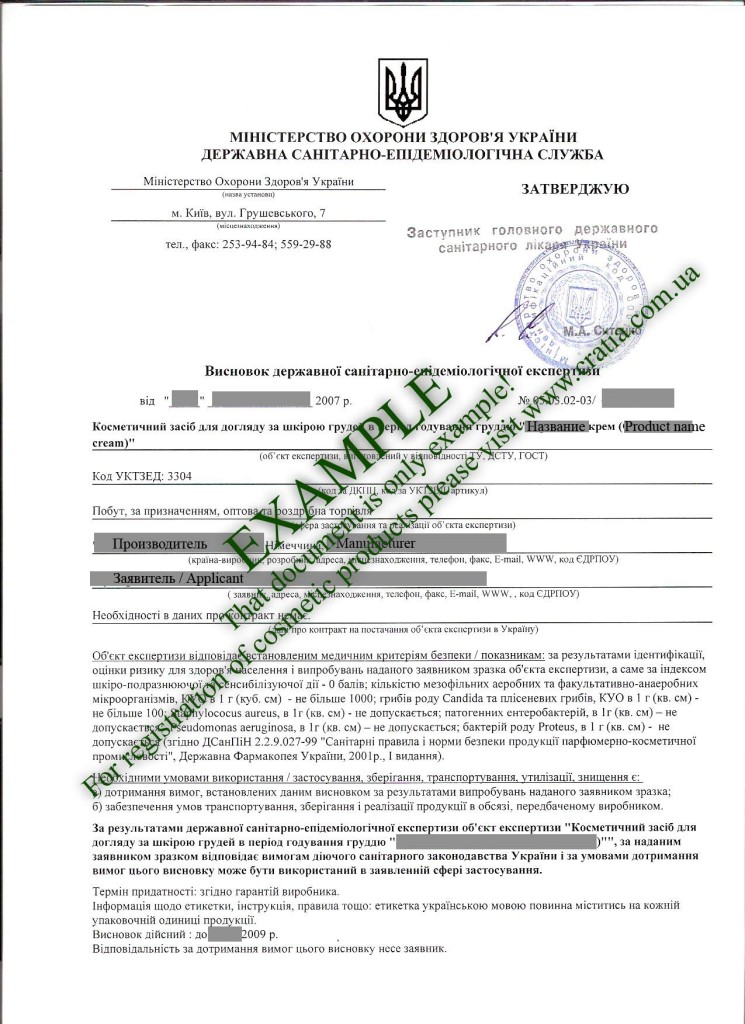 МІНІСТЕРСТВО ОХОРОНИ ЗДОРОВ'Я УКРАЇНИ
ДЕРЖАВНА САНІТАРНО-ЕПІДЕМІОЛОГІЧНА СЛУЖБА
Міністерство Охорони Здоров'я України
(назва установи)
м. Київ, вул. Грушевського, 7
(місцезнаходження)
тел., факс: 253-94-84; 559-29-88
ЗАТВЕРДЖУЮ
Заступник головного державного
санітарного лікаря України
М.А.
Висновок державної санітарно-епідеміологічної експертизи
від " " 2007 р. № 05.03.02-03/
Косметичний засіб для догляду за шкірою грудей в період годування груддю "Название крем (Product name
cream)"
(об'єкт експертизи, виготовлений у відповідності ТУ, ДСТУ, ГОСТ)
Код УКТЗЕД: 3304
(код за ДКПП, код за УКТЗЕД, артикул)
Побут, за призначенням, оптова та роздрібна торгівля
(сфера застосування та реалізації об'єкта експертизи)
Производитель Німеччина Manufacturer
(країна-виробник, розробник, адреса, місцезнаходження, телефон, факс, E-mail, WWW, код ЄДРПОУ)
Заявитель / Applicant
( заявник, адреса, місцезнаходження, телефон, факс, E-mail, WWW, , код ЄДРПОУ)
Необхідності в даних про контракт немає.
(дані про контракт на постачання об'єкта експертизи в Україну)
Об'єкт експертизи відповідає встановленим медичним критеріям безпеки / показникам: за результатами ідентифікації,
оцінки ризику для здоров'я населення і випробувань наданого заявником зразка об'єкта експертизи, а саме за індексом
шкіро-подразнюючої та сенсибілізуючої дії - 0 балів; кількістю мезофільних аеробних та факультативно-анаеробних
мікроорганізмів, КУО в 1 г (куб. см) - не більше 1000; грибів роду Candida та плісеневих грибів, КУО в 1 г (кв. см) -
не більше 100; Staphylococcus aureus, в 1г (кв. см) - не допускається; патогенних ентеробактерій, в 1г (кв. см) – не
допускається; Pseudomonas aeruginosa, в 1г (кв. см) – не допускається; бактерій роду Proteus, в 1 г (кв. см) - не
допускається (згідно ДСанПіН 2.2.9.027-99 "Санітарні правила і норми безпеки продукції парфюмерно-косметичної
промисловості", Державна Фармакопея України, 2001р., І видання).
Необхідними умовами використання / застосування, зберігання, транспортування, утилізації, знищення є:
а) дотримання вимог, встановлених даним висновком за результатами випробувань наданого заявником зразка;
б) забезпечення умов транспортування, зберігання і реалізації продукції в обсязі, передбаченому виробником.
За результатами державної санітарно-епідеміологічної експертизи об'єкт експертизи "Косметичний засіб для
догляду за шкірою грудей в період годування груддю " )"", за наданим
заявником зразком відповідає вимогам діючого санітарного законодавства України і за умовами дотримання
вимог цього висновку може бути використаний в заявленній сфері застосування.
Термін придатності: згідно гарантій виробника.
Інформація щодо етикетки, інструкція, правила тощо: етикетка українською мовою повинна міститись на кожній
упаковочній одиниці продукції.
Висновок дійсний : до 2009 р.
Відповідальність за дотримання вимог цього висновку несе заявник.
EXAMPLE
That document is only example!
For registration of cosmetic products please visit www.cratia.com.ua